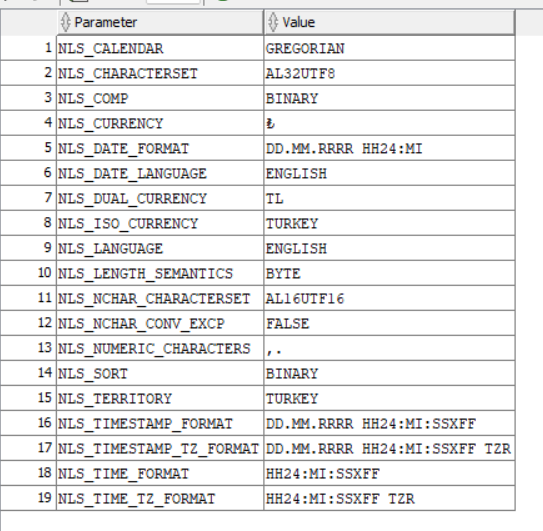 Parameter Value
1 NLS_CALENDAR GREGORIAN
2 NLS_CHARACTERSET AL32UTF8
3 NLS_COMP BINARY
4 NLS_CURRENCY ₺
5 NLS_DATE_FORMAT DD.MM.RRRR HH24:MI
6 NLS_DATE_LANGUAGE ENGLISH
7 NLS_DUAL_CURRENCY TL
8 NLS_ISO_CURRENCY TURKEY
9 NLS_LANGUAGE ENGLISH
10 NLS_LENGTH_SEMANTICS BYTE
11 NLS_NCHAR_CHARACTERSET AL16UTF16
12 NLS_NCHAR_CONV_EXCP FALSE
13 NLS_NUMERIC_CHARACTERS ,.
14 NLS_SORT BINARY
15 NLS_TERRITORY TURKEY
16 NLS_TIMESTAMP_FORMAT DD.MM.RRRR HH24:MI:SSXFF
17 NLS_TIMESTAMP_TZ_FORMAT DD.MM.RRRR HH24:MI:SSXFF TZR
18 NLS_TIME_FORMAT HH24:MI:SSXFF
19 NLS_TIME_TZ_FORMAT HH24:MI:SSXFF TZR